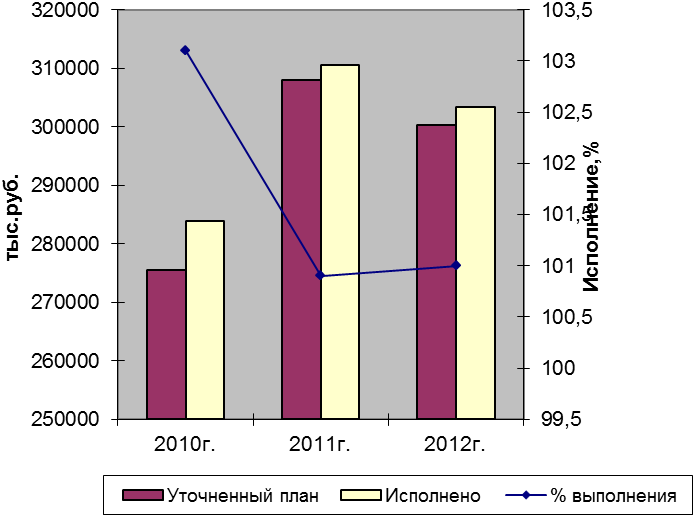 тыс.руб.
320000
310000
300000
290000
280000
270000
260000
250000
103,5
103
102,5
102
101,5
101
100,5
100
99,5
Исполнение,%
2010г.
2011г.
2012г.
Уточненный план
Исполнено
% выполнения